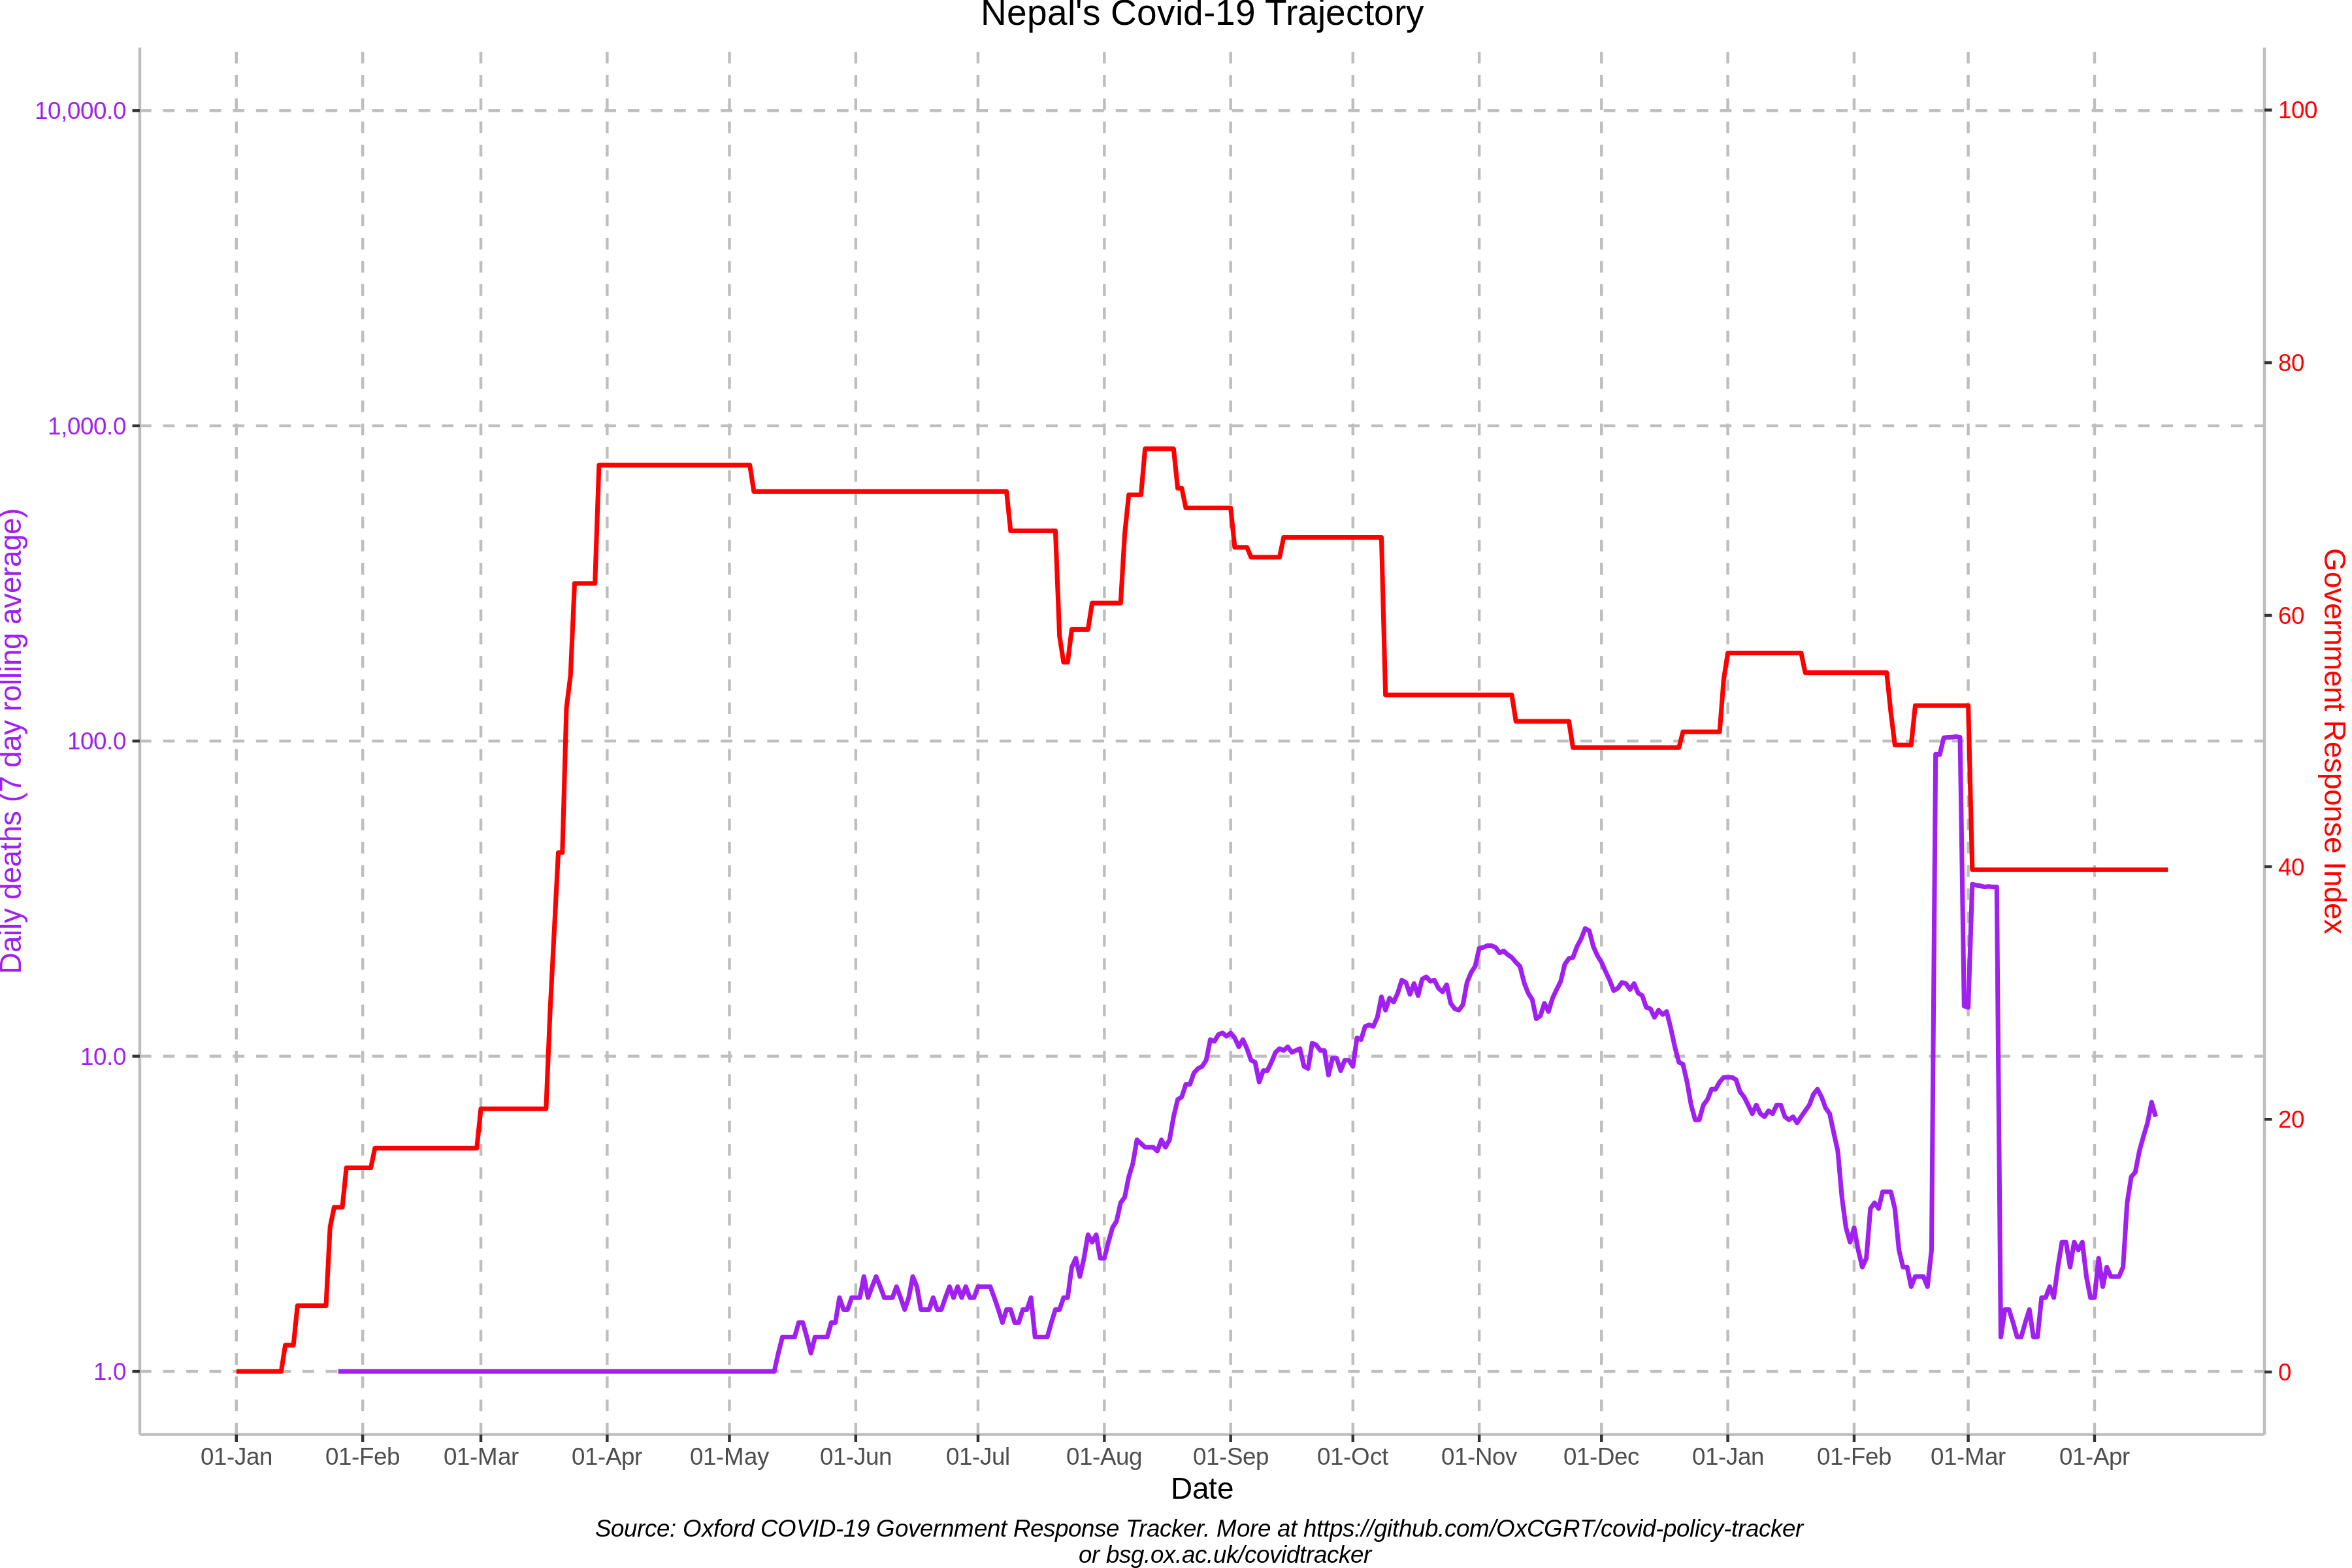 Nepal's Covid-19 Trajectory
10,000.0
1,000.0
100.0
10.0
1.0
Daily deaths (7 day rolling average)
100
80
60
40
20
0
Government Response Index
01-Jan 01-Feb 01-Mar 01-Apr 01-May 01-Jun 01-Jul 01-Aug 01-Sep 01-Oct 01-Nov 01-Dec 01-Jan 01-Feb 01-Mar 01-Apr
Date
Source: Oxford COVID-19 Government Response Tracker. More at https://github.com/OxCGRT/covid-policy-tracker
or bsg.ox.ac.uk/covidtracker